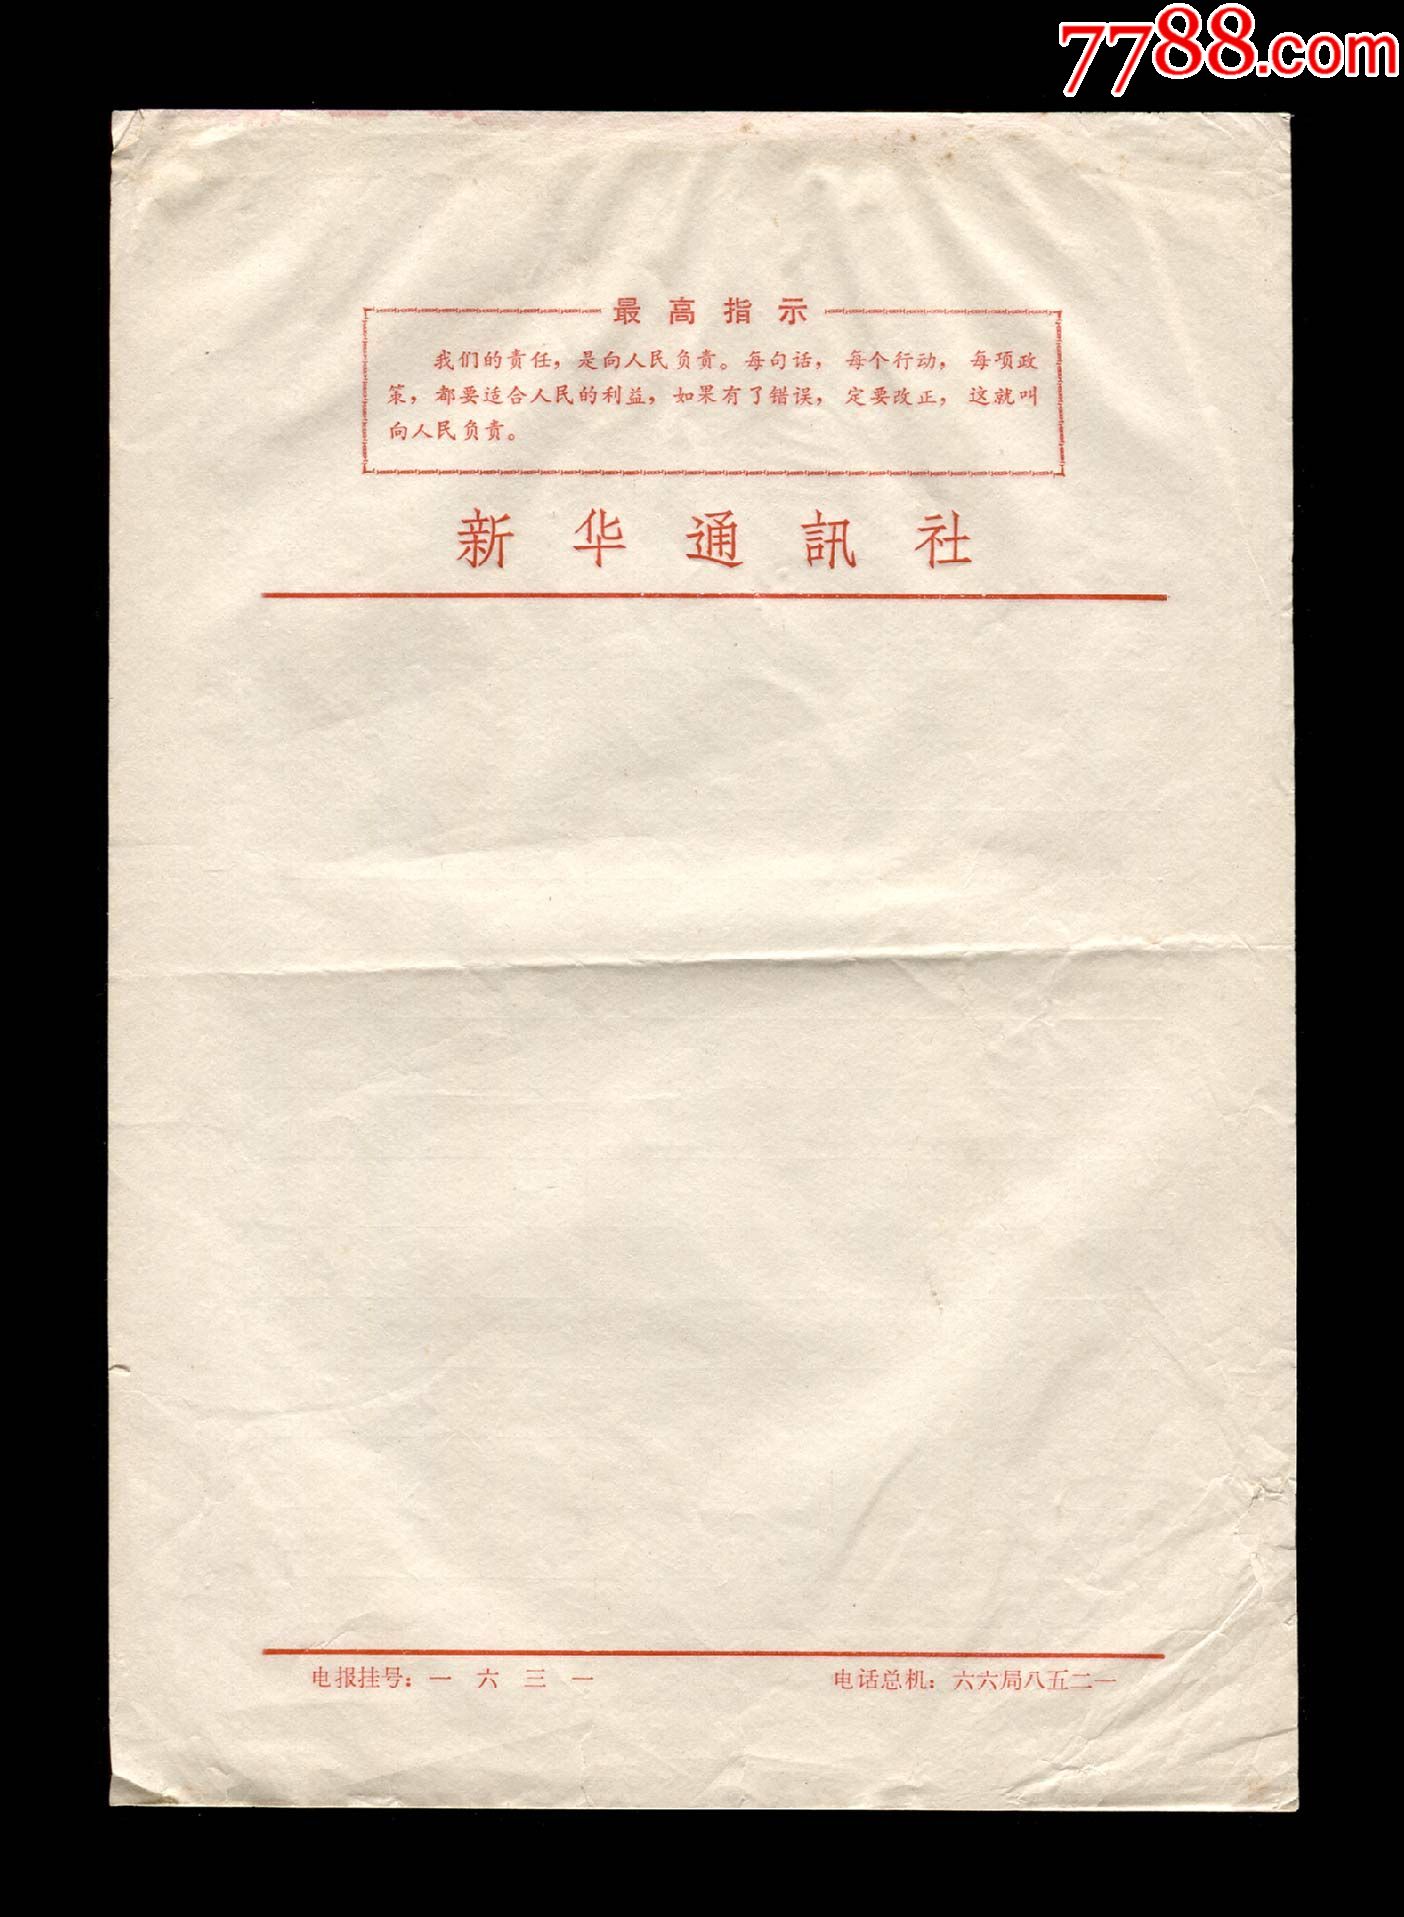 7788.com
最高指示
我们的责任，是向人民负责。每句话，每个行动，每项政
策，都要适合人民的利益，如果有了错误，定要改正，这就叫
向人民负责。
新华通訊社
电报挂号：一六三一
电话总机：六六局八五二一